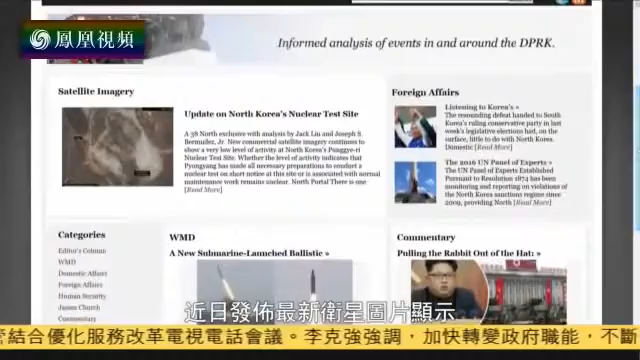 鳳凰視頻
Informed analysis of events in and around the DPRK.
Satellite Imagery
Update on North Korea's Nuclear Test Site
A 38 North exclusive with analysis by Jack Liu and Joseph S.
Bermudez, Jr. New commercial satellite imagery continues to
show a very low level of activity at North Korea's Punggye-ri
Nuclear Test Site. Whether the level of activity indicates that
Pyongyang has made all necessary preparations to conduct a
nuclear test on short notice at this site or is associated with normal
maintenance work remains unclear. North Portal There is one
[Read More]
Foreign Affairs
Listening to Korea's »
The resounding defeat handed to South
Korea's ruling conservative party in last
week's legislative elections had, on the
surface, little to do with North Korea.
Domestic [Read More]
The 2016 UN Panel of Experts »
The UN Panel of Experts Established
Pursuant to Resolution 1874 has been
monitoring and reporting on violations of
the North Korea sanctions regime since
2009, providing North [Read More]
Categories
Editor's Column
WMD
Domestic Affairs
Foreign Affairs
Human Security
James Church
Commentary
WMD
A New Submarine-Launched Ballistic »
Commentary
Pulling the Rabbit Out of the Hat: »
近日發佈最新衛星圖片顯示
管結合優化服務改革電視電話會議。李克強強調，加快轉變政府職能，不斷